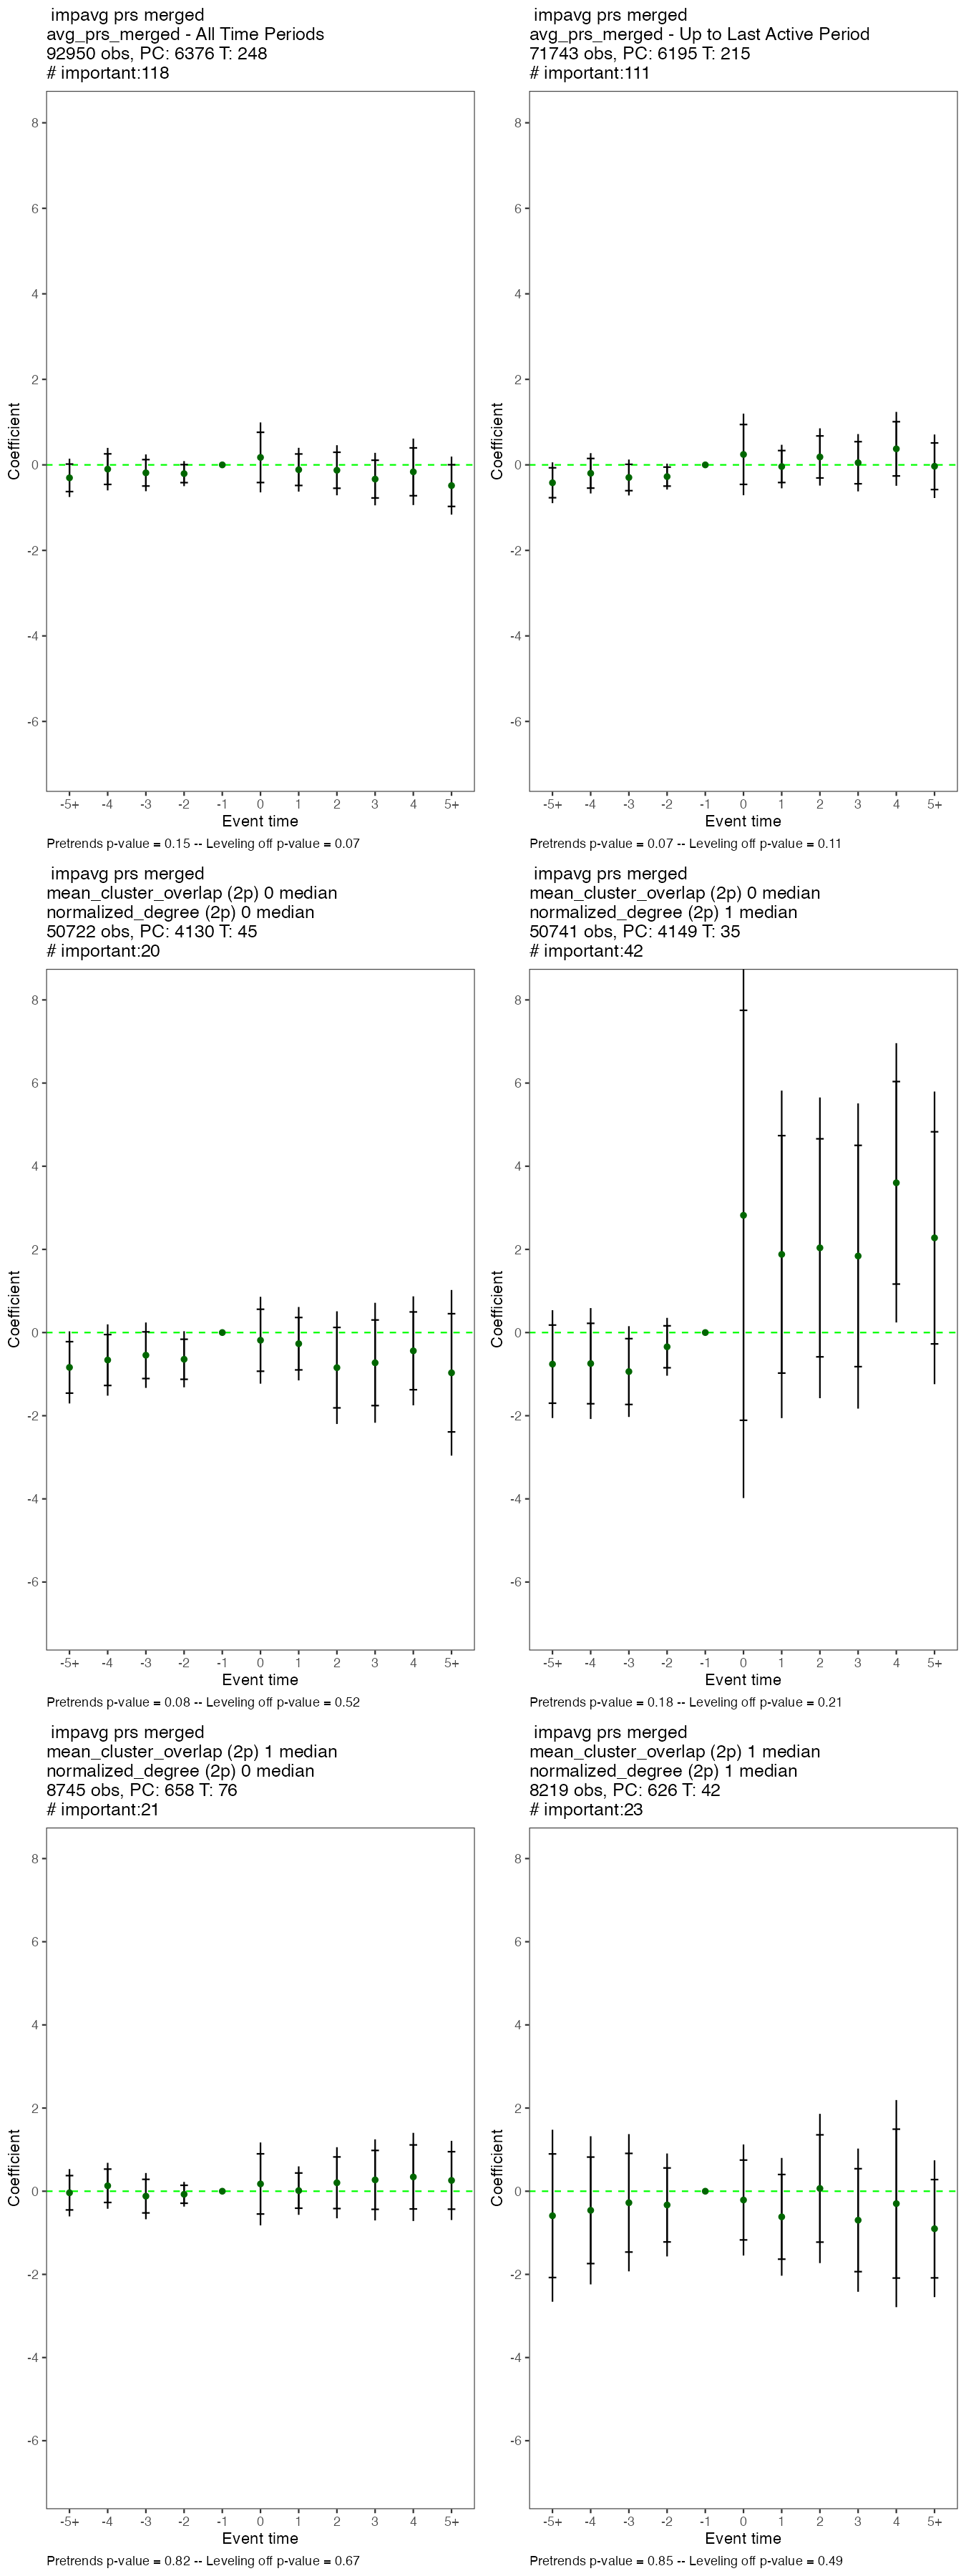 impavg prs merged
avg_prs_merged - All Time Periods
92950 obs, PC: 6376 T: 248
# important:118
8
6
4
2
0
-2
-4
-6
Coefficient
-5+ -4 -3 -2 -1 0 1 2 3 4 5+
Event time
Pretrends p-value = 0.15 -- Leveling off p-value = 0.07
impavg prs merged
avg_prs_merged - Up to Last Active Period
71743 obs, PC: 6195 T: 215
# important:111
8
6
4
2
0
-2
-4
-6
Coefficient
-5+ -4 -3 -2 -1 0 1 2 3 4 5+
Event time
Pretrends p-value = 0.07 -- Leveling off p-value = 0.11
impavg prs merged
mean_cluster_overlap (2p) 0 median
normalized_degree (2p) 0 median
50722 obs, PC: 4130 T: 45
# important:20
8
6
4
2
0
-2
-4
-6
Coefficient
-5+ -4 -3 -2 -1 0 1 2 3 4 5+
Event time
Pretrends p-value = 0.08 -- Leveling off p-value = 0.52
impavg prs merged
mean_cluster_overlap (2p) 0 median
normalized_degree (2p) 1 median
50741 obs, PC: 4149 T: 35
# important:42
8
6
4
2
0
-2
-4
-6
Coefficient
-5+ -4 -3 -2 -1 0 1 2 3 4 5+
Event time
Pretrends p-value = 0.18 -- Leveling off p-value = 0.21
impavg prs merged
mean_cluster_overlap (2p) 1 median
normalized_degree (2p) 0 median
8745 obs, PC: 658 T: 76
# important:21
8
6
4
2
0
-2
-4
-6
Coefficient
-5+ -4 -3 -2 -1 0 1 2 3 4 5+
Event time
Pretrends p-value = 0.82 -- Leveling off p-value = 0.67
impavg prs merged
mean_cluster_overlap (2p) 1 median
normalized_degree (2p) 1 median
8219 obs, PC: 626 T: 42
# important:23
8
6
4
2
0
-2
-4
-6
Coefficient
-5+ -4 -3 -2 -1 0 1 2 3 4 5+
Event time
Pretrends p-value = 0.85 -- Leveling off p-value = 0.49